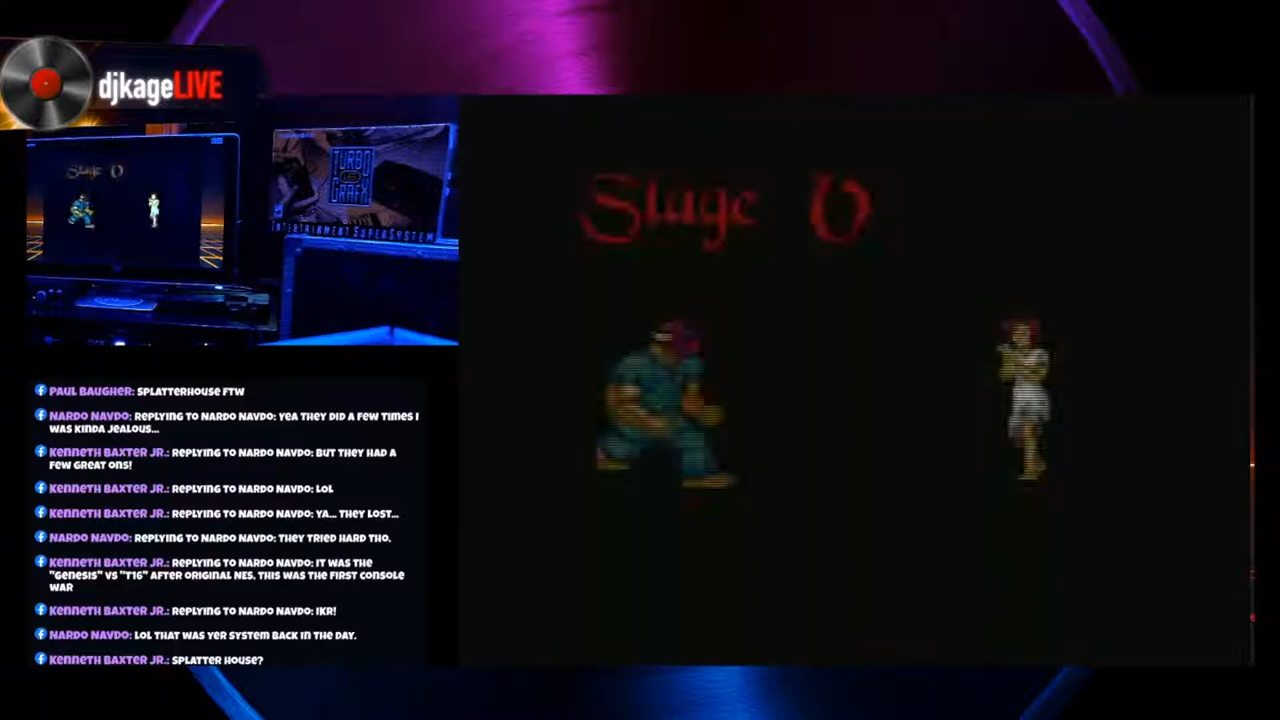 djkageLIVE
Stage V
Stage V
TURBO
16
GRAFX
ENTERTAINMENT SUPERSYSTEM
PAUL BAUGHER: SPLATTERHOUSE FTW
NARDO NAVDO: REPLYING TO NARDO NAVDO: YEA THEY DID A FEW TIMES I
WAS KINDA JEALOUS...
KENNETH BAXTER JR.: REPLYING TO NARDO NAVDO: BUT THEY HAD A
FEW GREAT ONS!
KENNETH BAXTER JR.: REPLYING TO NARDO NAVDO: LOL
KENNETH BAXTER JR.: REPLYING TO NARDO NAVDO: YA... THEY LOST...
NARDO NAVDO: REPLYING TO NARDO NAVDO: THEY TRIED HARD THO.
KENNETH BAXTER JR.: REPLYING TO NARDO NAVDO: IT WAS THE
"GENESIS" VS "T16" AFTER ORIGINAL NES, THIS WAS THE FIRST CONSOLE
WAR
KENNETH BAXTER JR.: REPLYING TO NARDO NAVDO: IKR!
NARDO NAVDO: LOL THAT WAS YER SYSTEM BACK IN THE DAY.
KENNETH BAXTER JR.: SPLATTER HOUSE?